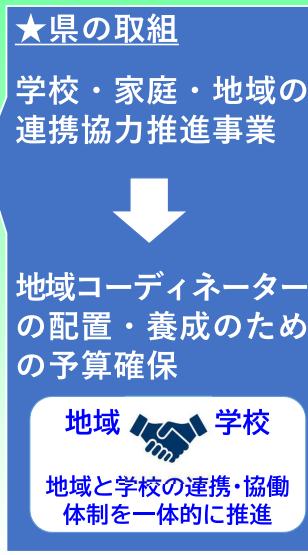 ★県の取組
学校・家庭・地域の
連携協力推進事業
地域コーディネーター
の配置・養成のため
の予算確保
地域 学校
地域と学校の連携・協働
体制を一体的に推進